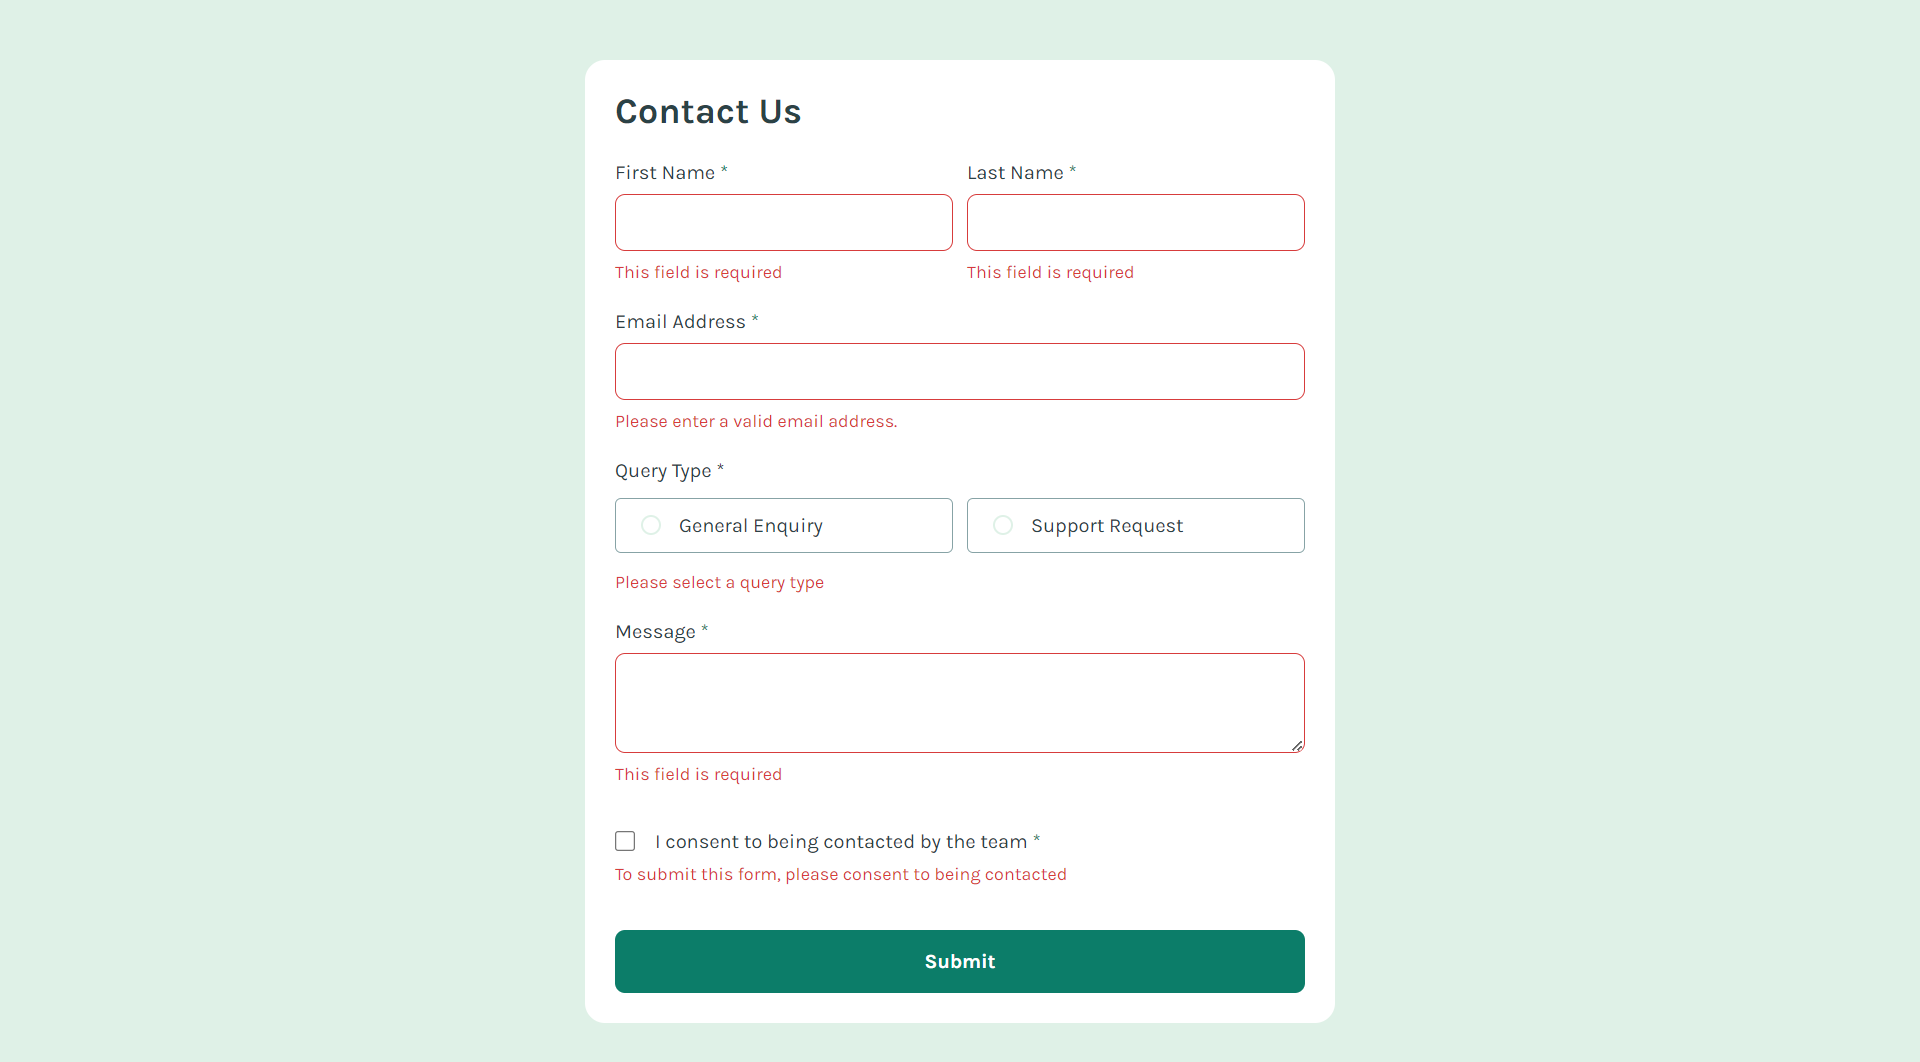 Contact Us
First Name *
Last Name *
This field is required
This field is required
Email Address *
Please enter a valid email address.
Query Type *
General Enquiry
Support Request
Please select a query type
Message *
This field is required
I consent to being contacted by the team *
To submit this form, please consent to being contacted
Submit